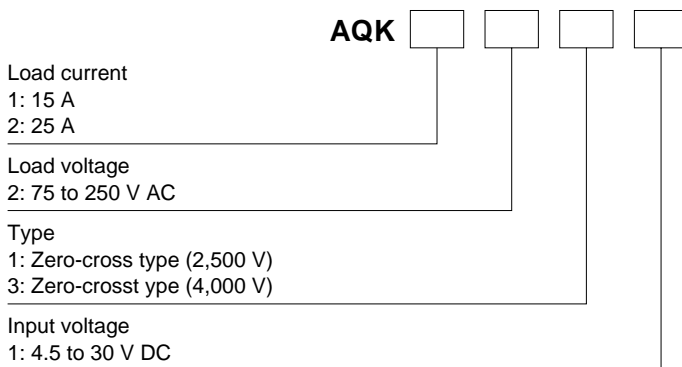 AQK
Load current
1: 15 A
2: 25 A
Load voltage
2: 75 to 250 V AC
Type
1: Zero-cross type (2,500 V)
3: Zero-crosst ype (4,000 V)
Input voltage
1: 4.5 to 30 V DC